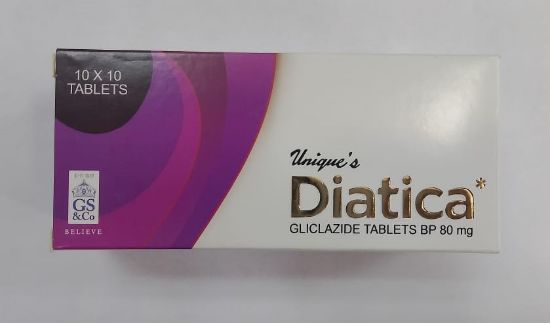 10 X 10
TABLETS
GS
&Co
BELIEVE
Unique's
Diatica*
GLICLAZIDE TABLETS BP 80 mg